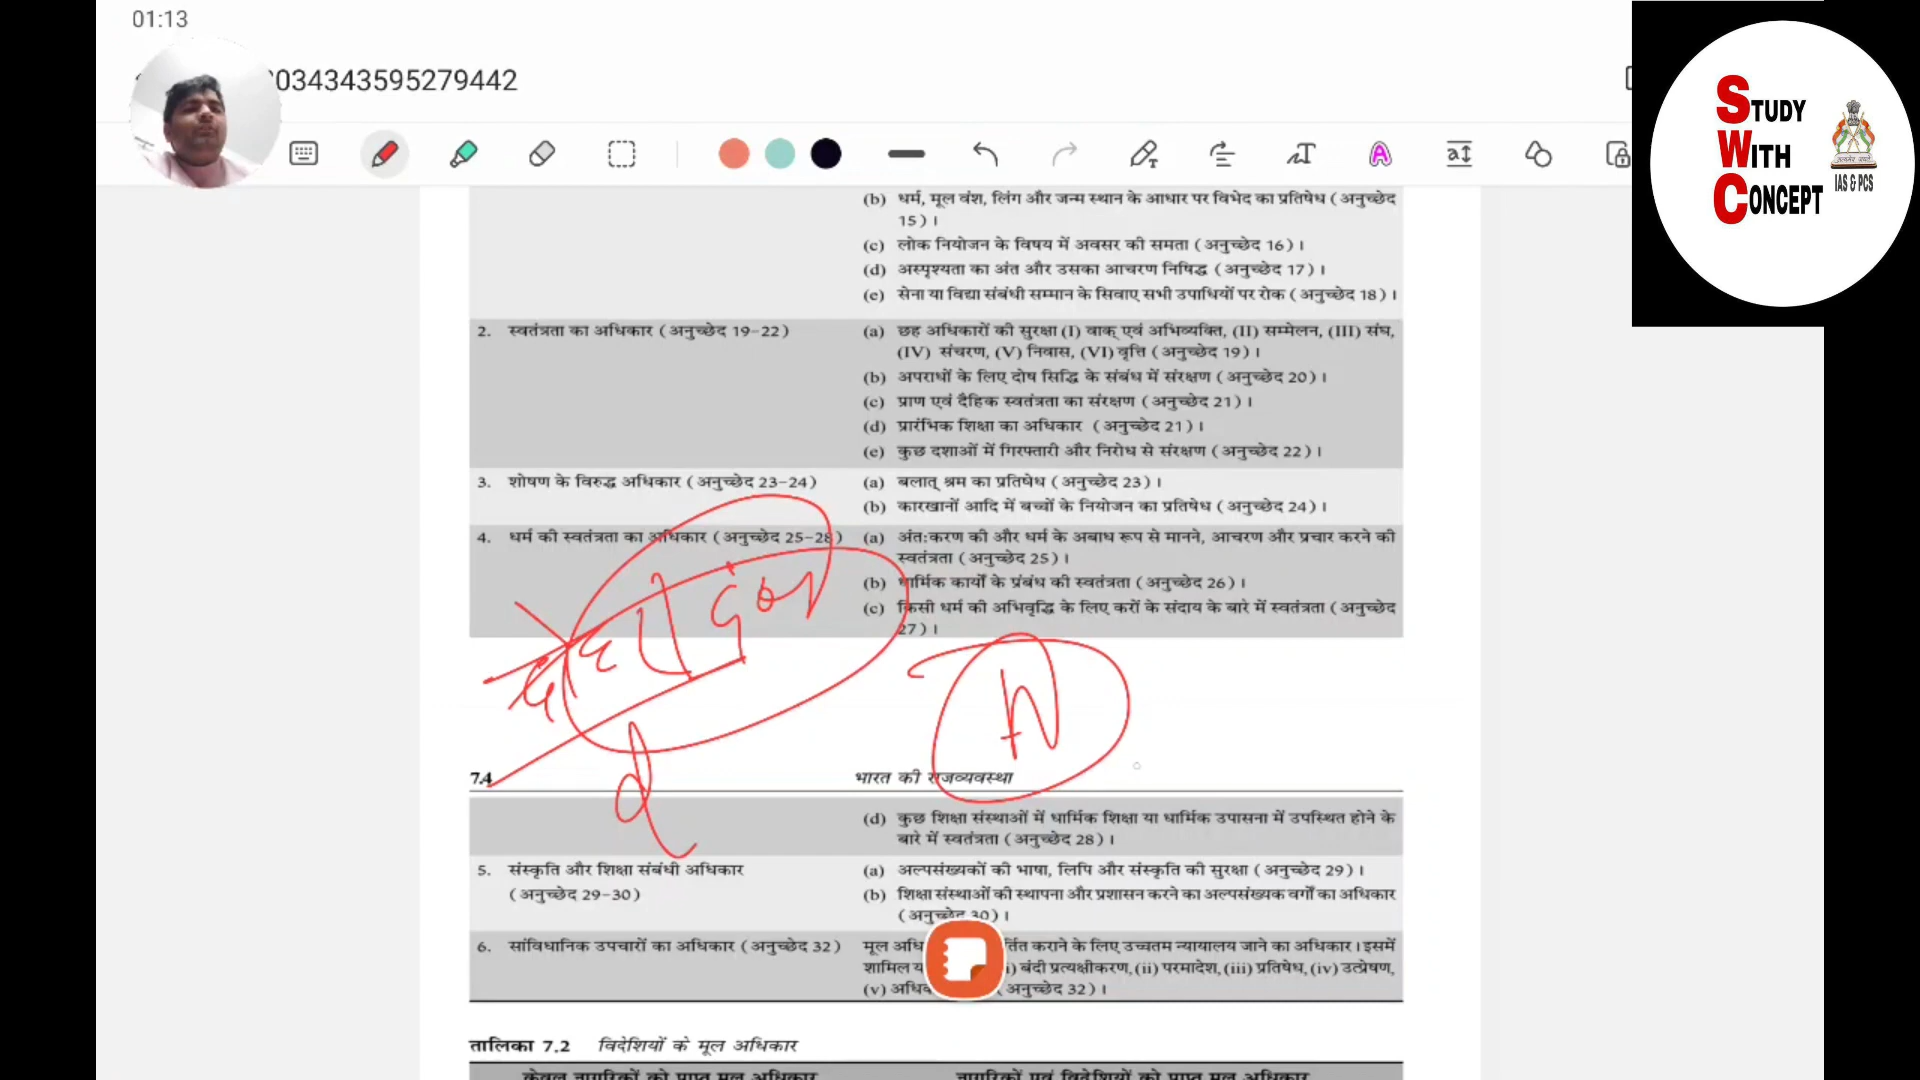 01:13
034343595279442
STUDY
WITH
CONCEPT
IAS & PCS
(b) धर्म, मूल वंश, लिंग और जन्म स्थान के आधार पर विभेद का प्रतिषेध (अनुच्छेद
15)।
(c) लोक नियोजन के विषय में अवसर की समता (अनुच्छेद 16)।
(d) अस्पृश्यता का अंत और उसका आचरण निषिद्ध (अनुच्छेद 17)।
(e) सेना या विद्या संबंधी सम्मान के सिवाए सभी उपाधियों पर रोक (अनुच्छेद 18)।
2. स्वतंत्रता का अधिकार (अनुच्छेद 19-22)
(a) छह अधिकारों की सुरक्षा (I) वाक् एवं अभिव्यक्ति, (II) सम्मेलन, (III) संघ,
(IV) संचरण, (V) निवास, (VI) वृत्ति (अनुच्छेद 19)।
(b) अपराधों के लिए दोष सिद्धि के संबंध में संरक्षण (अनुच्छेद 20)।
(c) प्राण एवं दैहिक स्वतंत्रता का संरक्षण (अनुच्छेद 21)।
(d) प्रारंभिक शिक्षा का अधिकार (अनुच्छेद 21)।
(e) कुछ दशाओं में गिरफ्तारी और निरोध से संरक्षण (अनुच्छेद 22)।
3. शोषण के विरुद्ध अधिकार (अनुच्छेद 23-24)
(a) बलात् श्रम का प्रतिषेध (अनुच्छेद 23)।
(b) कारखानों आदि में बच्चों के नियोजन का प्रतिषेध (अनुच्छेद 24)।
4. धर्म की स्वतंत्रता का अधिकार (अनुच्छेद 25-28)
(a) अंत:करण की और धर्म के अबाध रूप से मानने, आचरण और प्रचार करने की
स्वतंत्रता (अनुच्छेद 25)।
(b) धार्मिक कार्यों के प्रंबंध की स्वतंत्रता (अनुच्छेद 26)।
(c) किसी धर्म की अभिवृद्धि के लिए करों के संदाय के बारे में स्वतंत्रता (अनुच्छेद
27)।
7.4 भारत की राजव्यवस्था
(d) कुछ शिक्षा संस्थाओं में धार्मिक शिक्षा या धार्मिक उपासना में उपस्थित होने के
बारे में स्वतंत्रता (अनुच्छेद 28)।
5. संस्कृति और शिक्षा संबंधी अधिकार
(अनुच्छेद 29-30)
(a) अल्पसंख्यकों की भाषा, लिपि और संस्कृति की सुरक्षा (अनुच्छेद 29)।
(b) शिक्षा संस्थाओं की स्थापना और प्रशासन करने का अल्पसंख्यक वर्गों का अधिकार
(अनुच्छेद 30)।
6. सांविधानिक उपचारों का अधिकार (अनुच्छेद 32)
मूल कराने के लिए उच्चतम न्यायालय जाने का अधिकार। इसमें
शामिल बंदी प्रत्यक्षीकरण, (ii) परमादेश, (iii) प्रतिषेध, (iv) उत्प्रेषण,
(v) (अनुच्छेद 32)।
तालिका 7.2 विदेशियों के मूल अधिकार
केवल नागरिकों को प्राप्त मूल अधिकार
नागरिकों एवं विदेशियों को प्राप्त मूल अधिकार